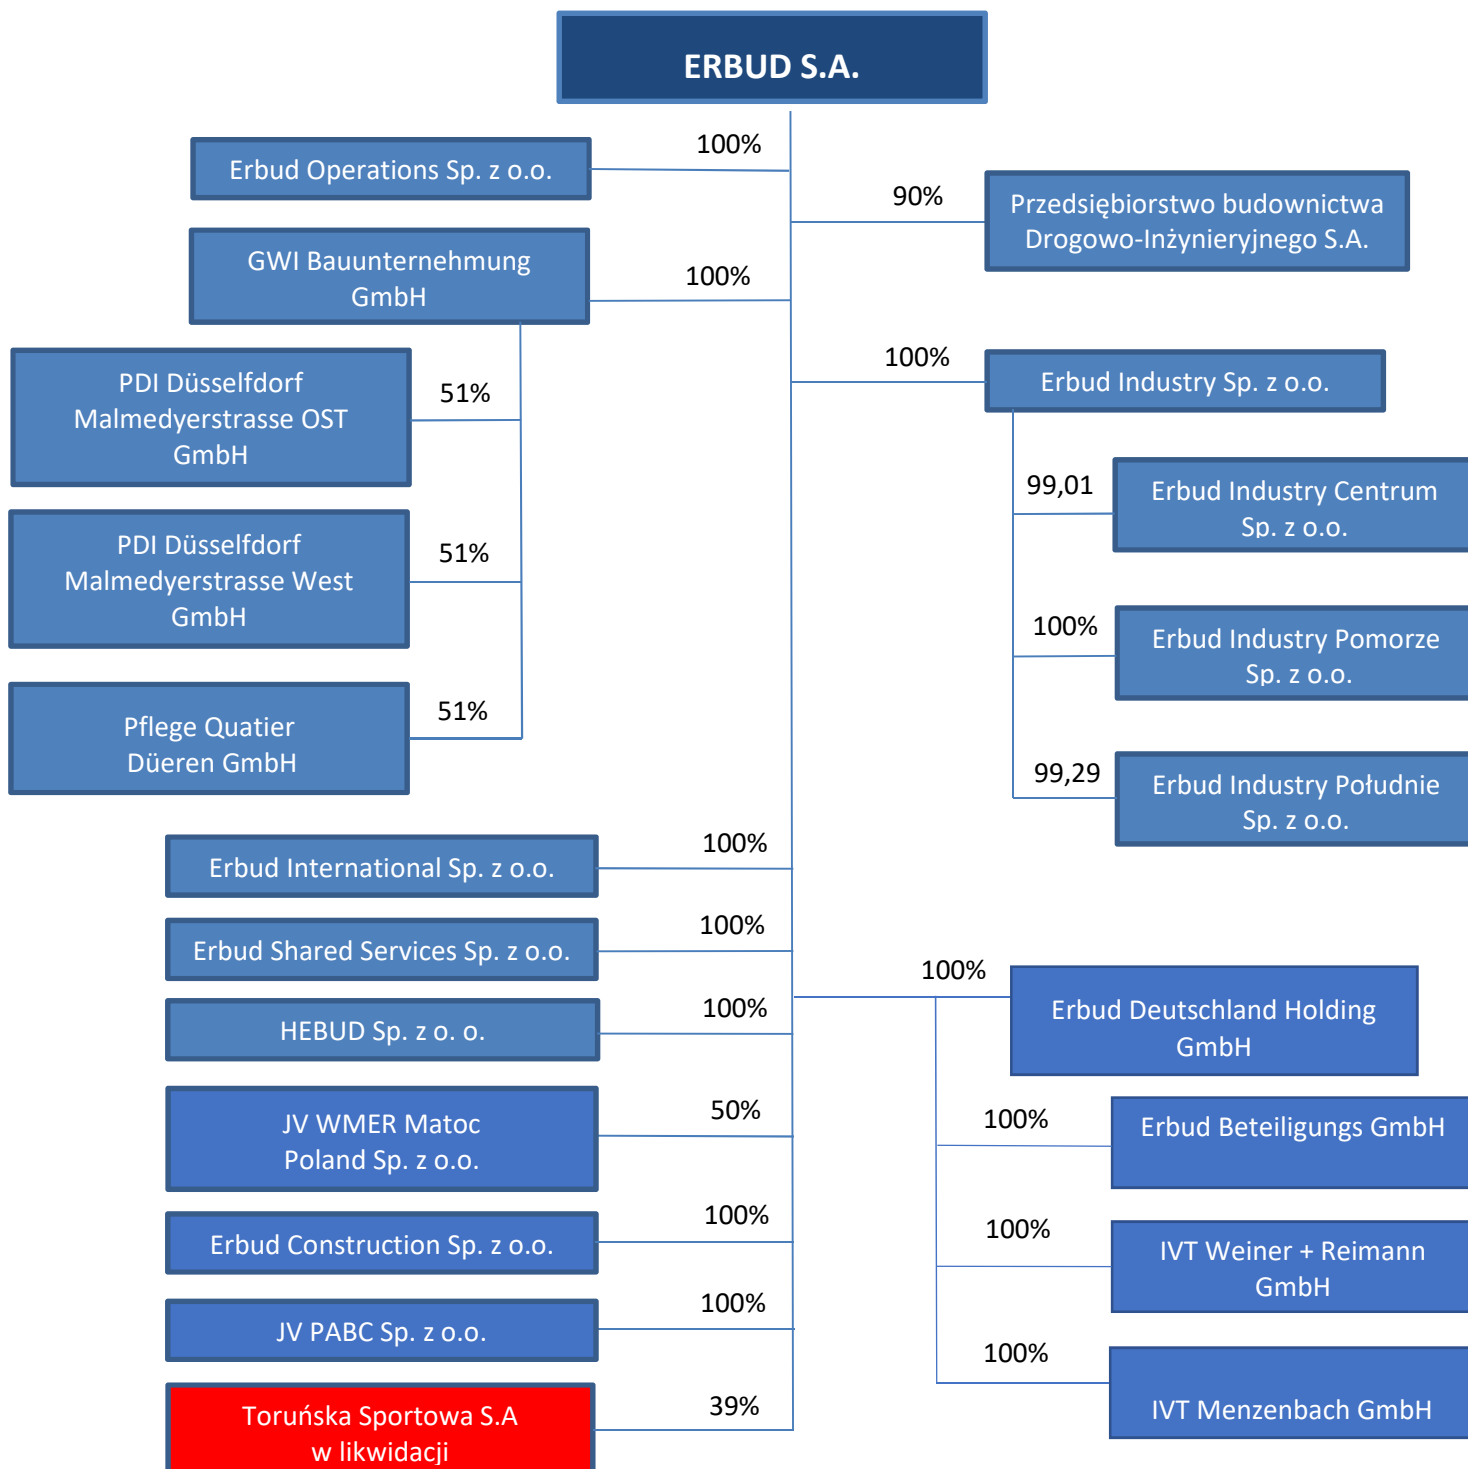 ERBUD S.A.
100%
Erbud Operations Sp. z o.o.
90%
Przedsiębiorstwo budownictwa
Drogowo-Inżynieryjnego S.A.
GWI Bauunternehmung
GmbH
100%
100%
Erbud Industry Sp. z o.o.
PDI Düsselfdorf
Malmedyerstrasse OST
GmbH
51%
99,01
Erbud Industry Centrum
Sp. z o.o.
PDI Düsselfdorf
Malmedyerstrasse West
GmbH
51%
100%
Erbud Industry Pomorze
Sp. z o.o.
Pflege Quatier
Düeren GmbH
51%
99,29
Erbud Industry Południe
Sp. z o.o.
100%
Erbud International Sp. z o.o.
100%
Erbud Shared Services Sp. z o.o.
100%
Erbud Deutschland Holding
GmbH
100%
HEBUD Sp. z o. o.
50%
JV WMER Matoc
Poland Sp. z o.o.
100%
Erbud Beteiligungs GmbH
100%
Erbud Construction Sp. z o.o.
100%
IVT Weiner + Reimann
GmbH
100%
JV PABC Sp. z o.o.
100%
IVT Menzenbach GmbH
39%
Toruńska Sportowa S.A
w likwidacji